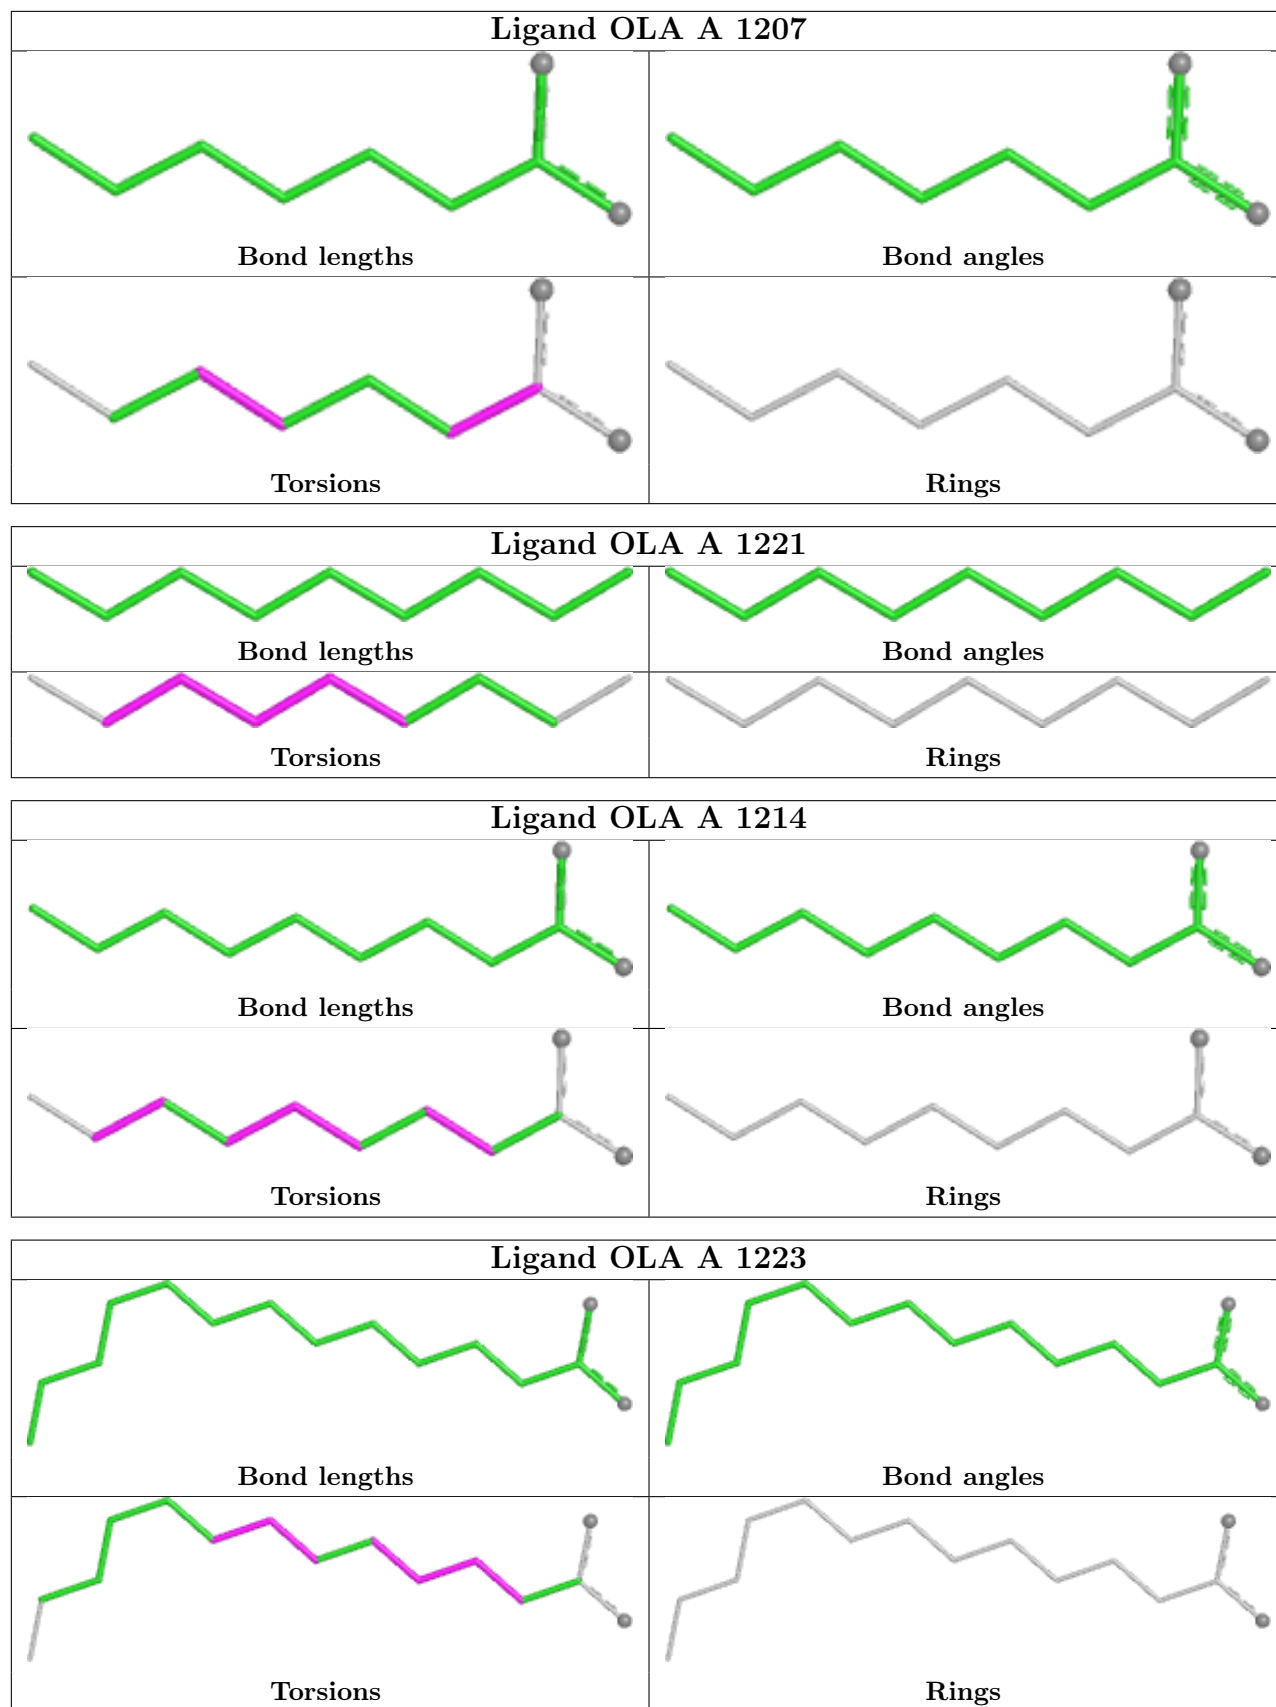 Ligand OLA A 1207
Bond lengths
Bond angles
Torsions
Rings
Ligand OLA A 1221
Bond lengths
Bond angles
Torsions
Rings
Ligand OLA A 1214
Bond lengths
Bond angles
Torsions
Rings
Ligand OLA A 1223
Bond lengths
Bond angles
Torsions
Rings